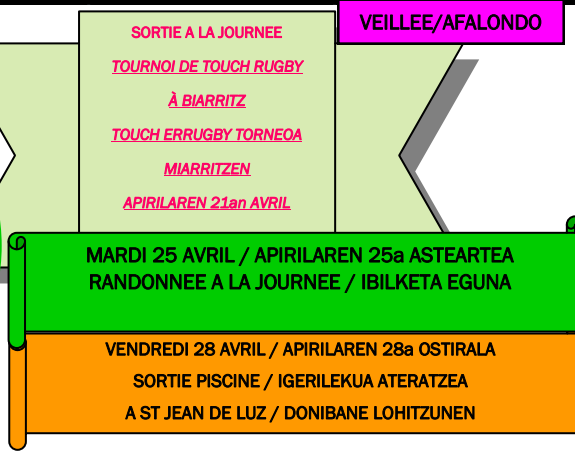 VEILLEE/AFALONDO
SORTIE A LA JOURNEE
TOURNOI DE TOUCH RUGBY
À BIARRITZ
TOUCH ERRUGBY TORNEOA
MIARRITZEN
APIRILAREN 21an AVRIL
MARDI 25 AVRIL / APIRILAREN 25a ASTEARTEA
RANDONNEE A LA JOURNEE / IBILKETA EGUNA
VENDREDI 28 AVRIL / APIRILAREN 28a OSTIRALA
SORTIE PISCINE / IGERILEKUA ATERATZEA
A ST JEAN DE LUZ / DONIBANE LOHITZUNEN